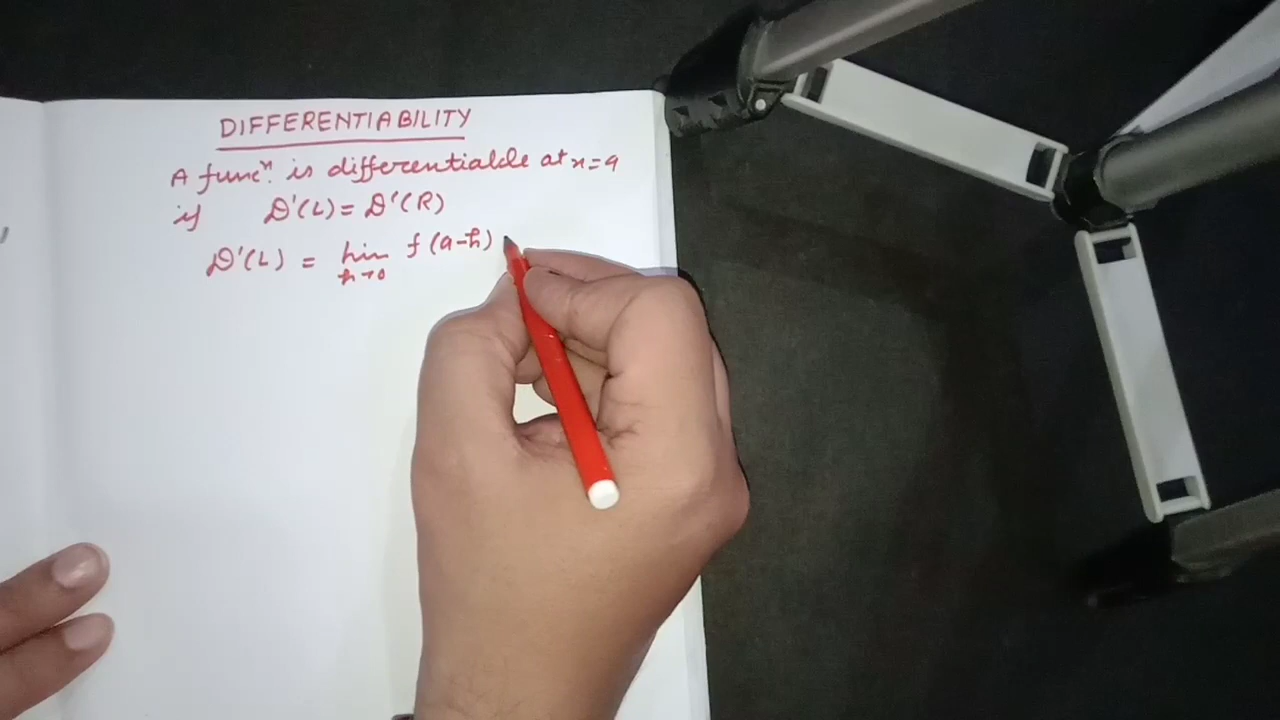 DIFFERENTIABILITY
A funcⁿ. is differentiable at x=a
if D'(L) = D'(R)
D'(L) = lim h→0 f(a-h)